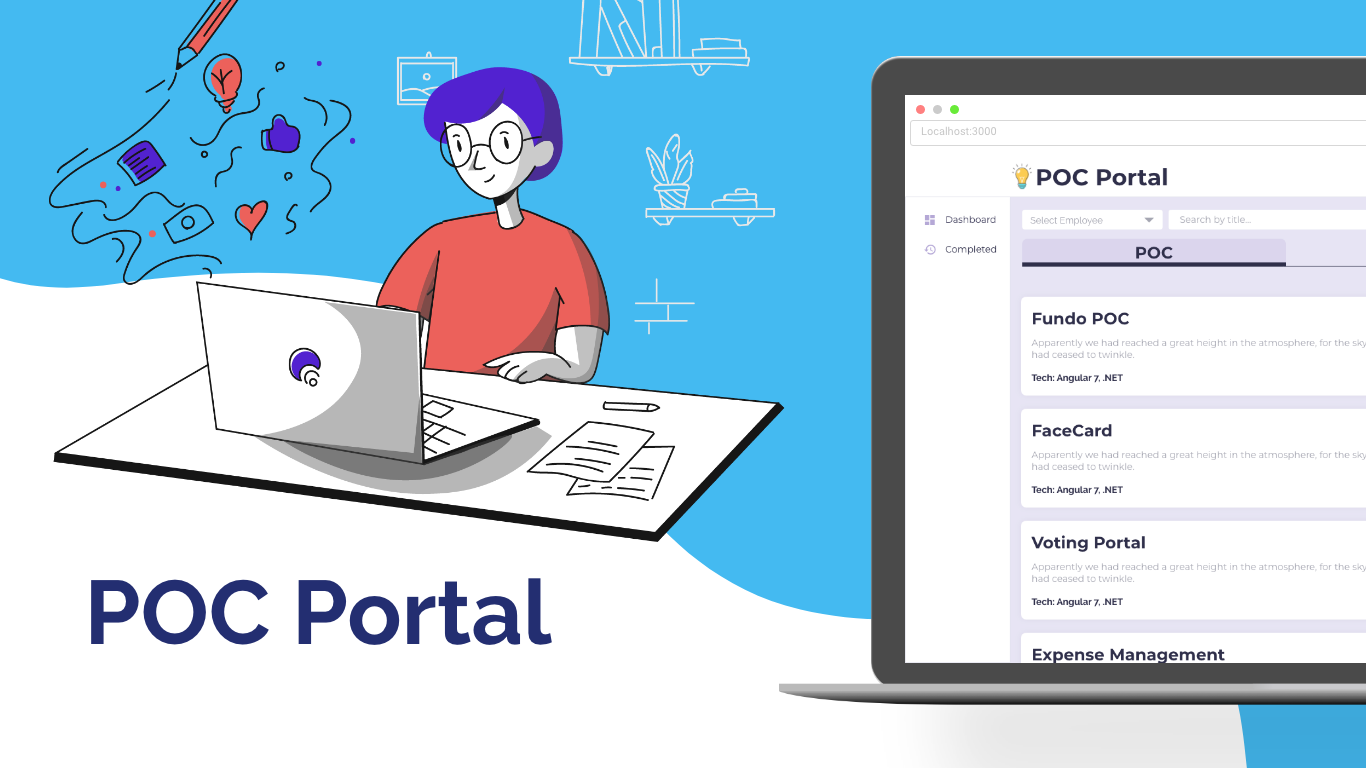 Localhost:3000
POC Portal
Dashboard
Completed
Select Employee
Search by title...
POC
Fundo POC
Apparently we had reached a great height in the atmosphere, for the sky
had ceased to twinkle.
Tech: Angular 7, .NET
FaceCard
Apparently we had reached a great height in the atmosphere, for the sky
had ceased to twinkle.
Tech: Angular 7, .NET
Voting Portal
Apparently we had reached a great height in the atmosphere, for the sky
had ceased to twinkle.
Tech: Angular 7, .NET
Expense Management
POC Portal